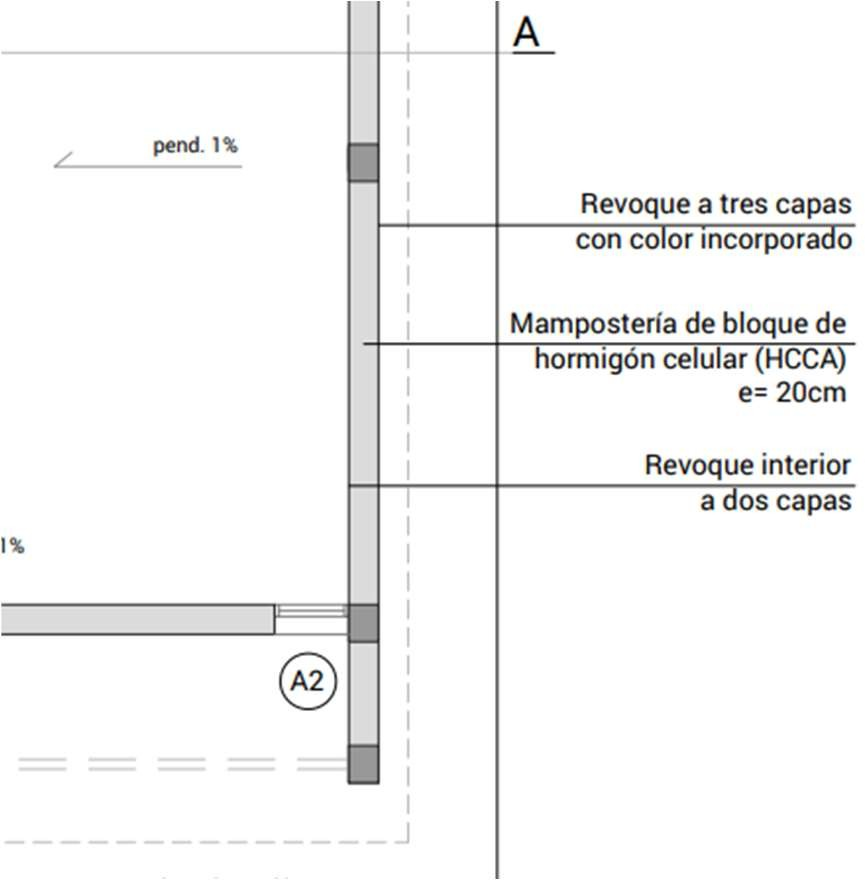 A
pend. 1%
Revoque a tres capas
con color incorporado
Mampostería de bloque de
hormigón celular (HCCA)
e= 20cm
Revoque interior
a dos capas
1%
A2